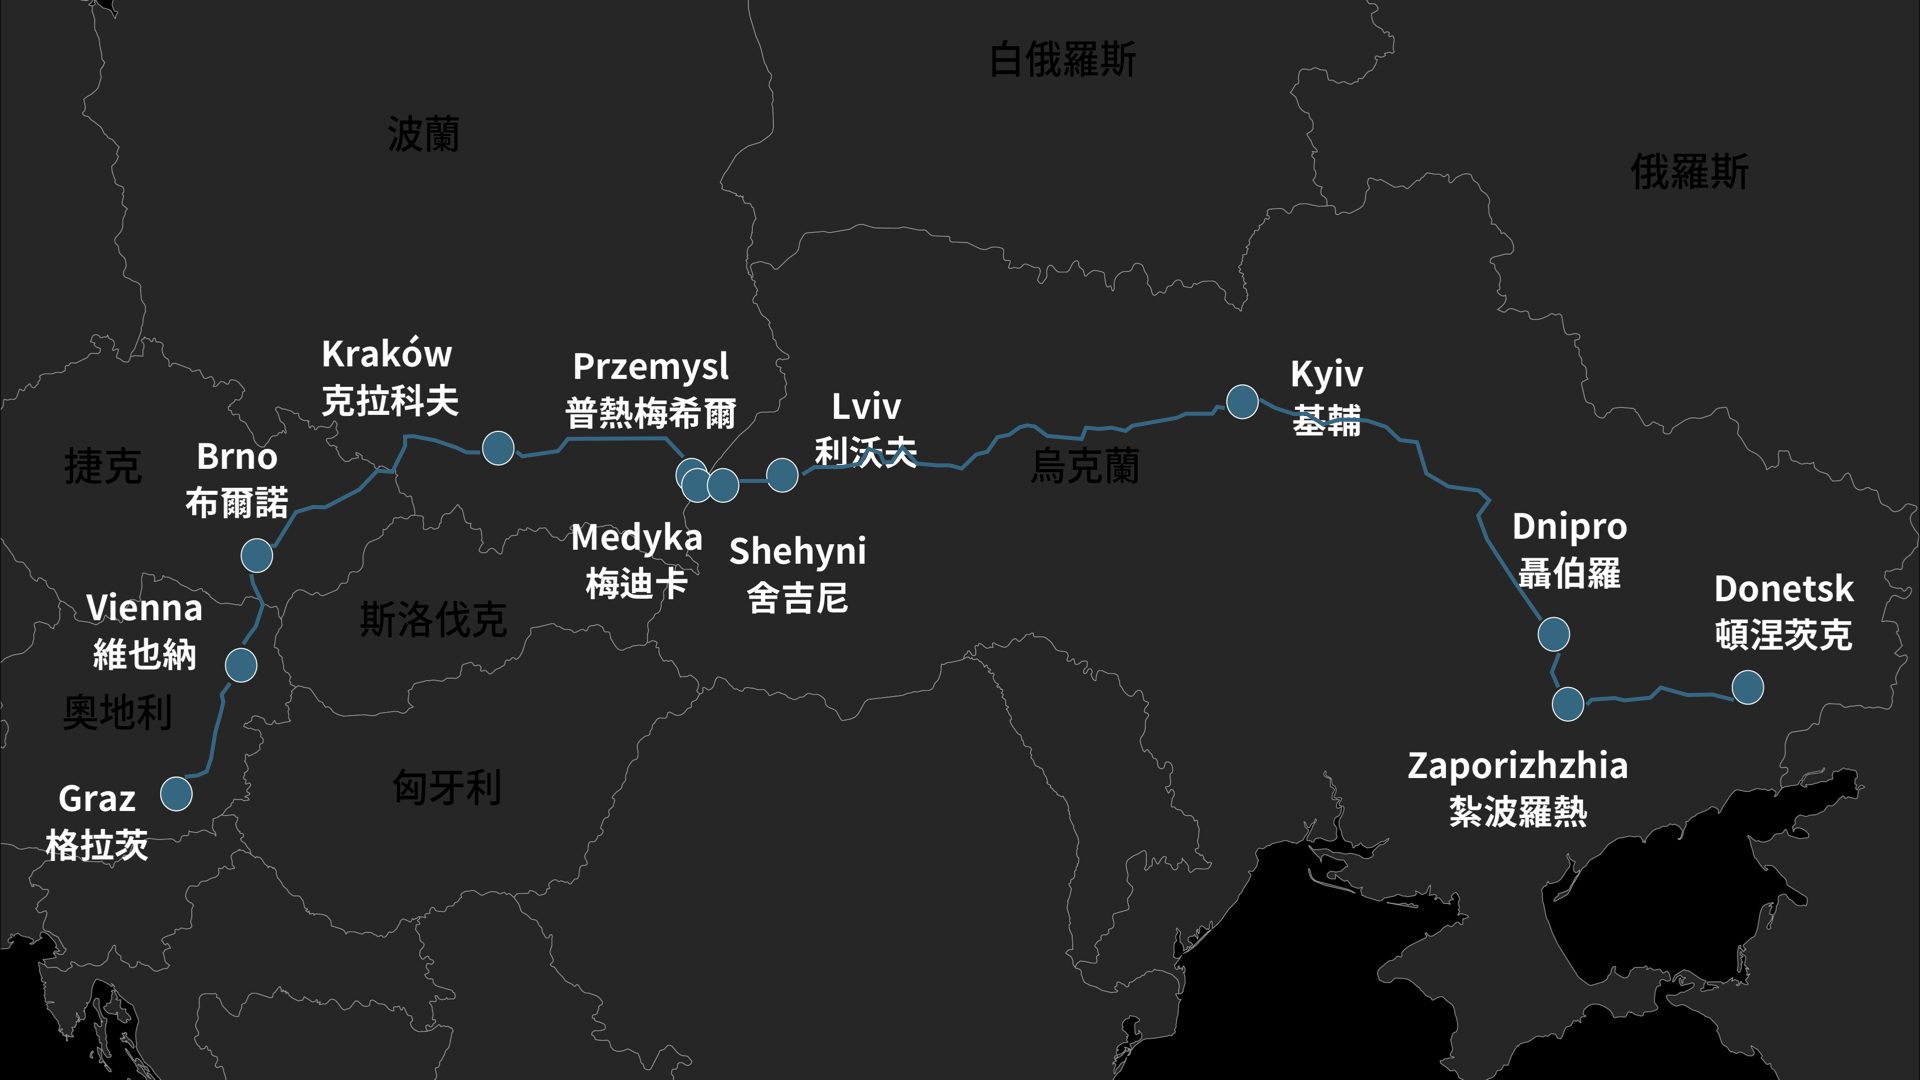 白俄羅斯
波蘭
俄羅斯
Kraków
克拉科夫
Przemysl
普熱梅希爾
Lviv
利沃夫
Kyiv
基輔
捷克
Brno
布爾諾
烏克蘭
Medyka
梅迪卡
Shehyni
舍吉尼
Dnipro
聶伯羅
Donetsk
頓涅茨克
Vienna
維也納
斯洛伐克
奧地利
匈牙利
Graz
格拉茨
Zaporizhzhia
紮波羅熱